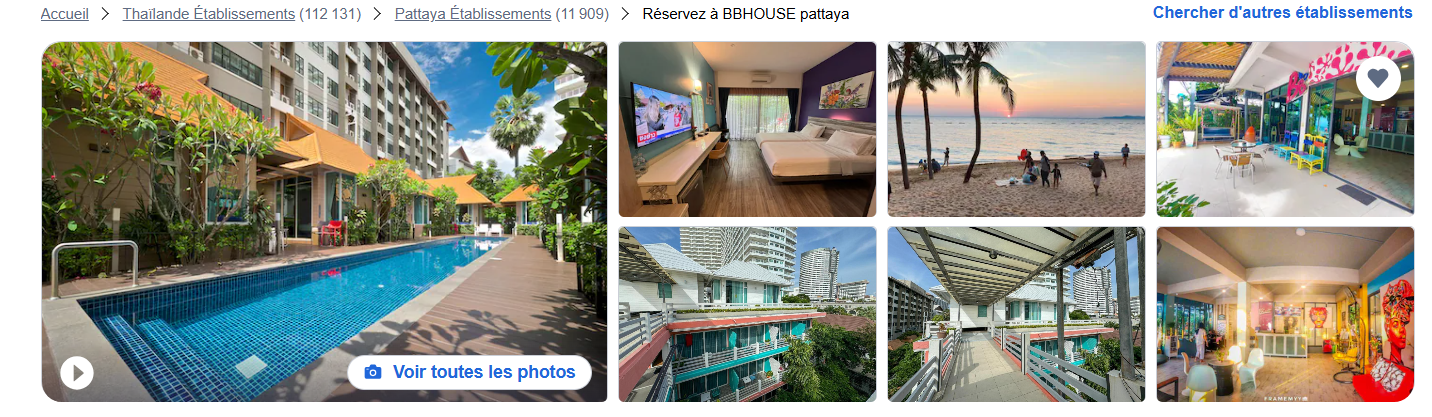 Accueil > Thaïlande Établissements (112 131) > Pattaya Établissements (11 909) > Réservez à BBHOUSE pattaya
Chercher d'autres établissements
Voir toutes les photos
FRAMEMYY